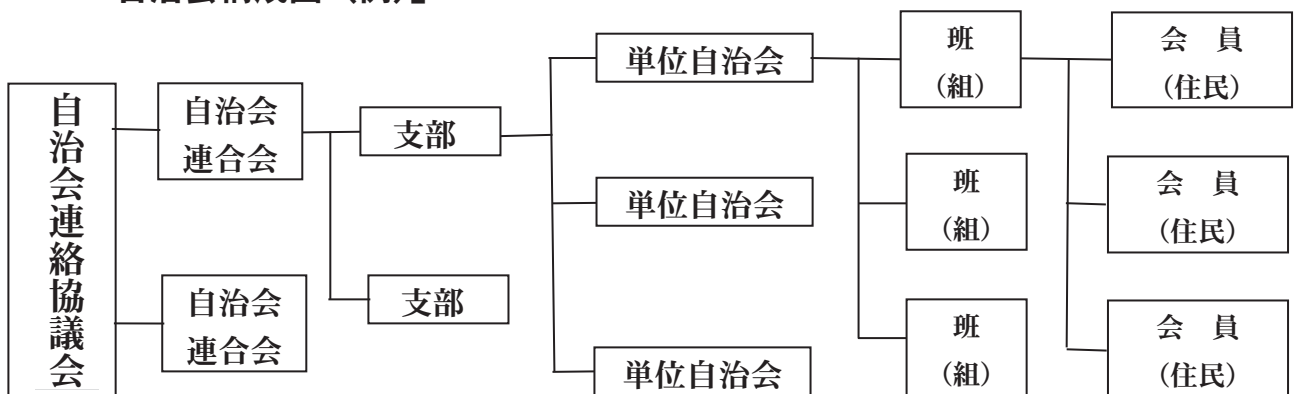 自治会連絡協議会
自治会
連合会
自治会
連合会
支部
支部
単位自治会
単位自治会
単位自治会
班
(組)
班
(組)
班
(組)
会 員
(住民)
会 員
(住民)
会 員
(住民)